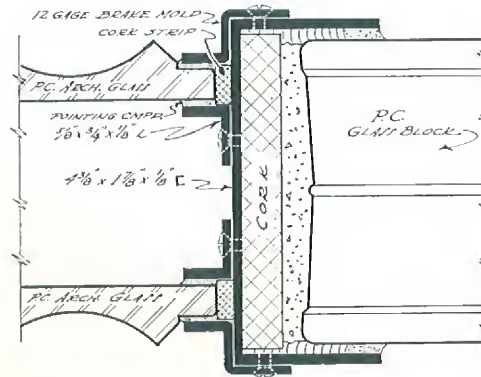 12 GAGE BRAKE MOLD
CORK STRIP
P.C. ARCH. GLASS
POINTING CMPD.
5/8" x 3/4" x 1/8" L
4 3/8" x 1 7/8" x 1/8" [
CORK
P.C.
GLASS BLOCK
P.C. ARCH. GLASS